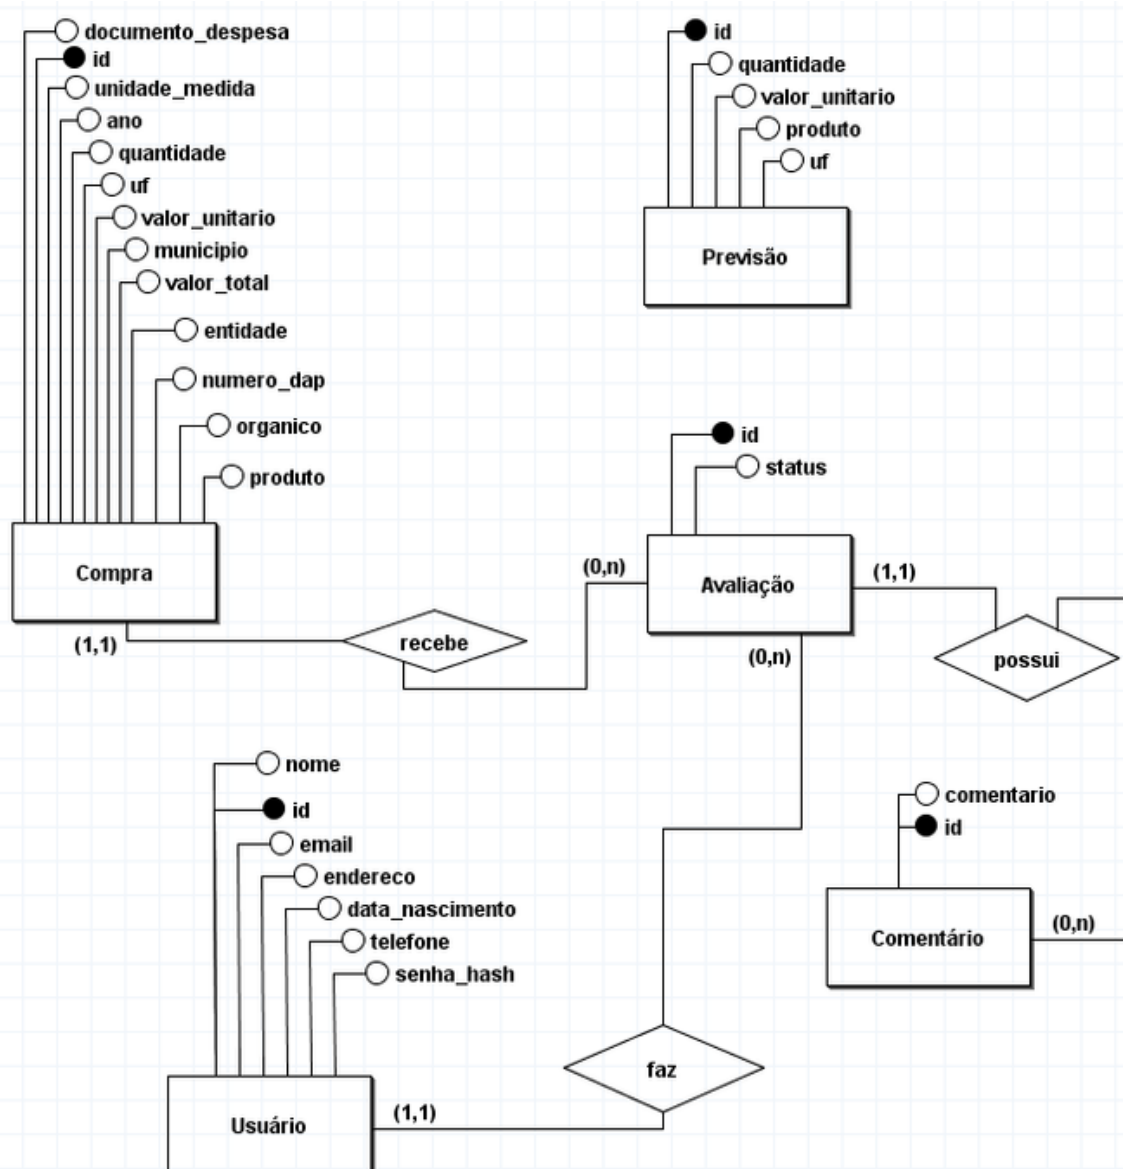 documento_despesa
id
unidade_medida
ano
quantidade
uf
valor_unitario
municipio
valor_total
entidade
numero_dap
organico
produto
Compra
(1,1)
recebe
id
quantidade
valor_unitario
produto
uf
Previsão
id
status
(0,n)
Avaliação
(1,1)
(0,n)
possui
nome
id
email
endereco
data_nascimento
telefone
senha_hash
Usuário
(1,1)
faz
comentario
id
Comentário
(0,n)